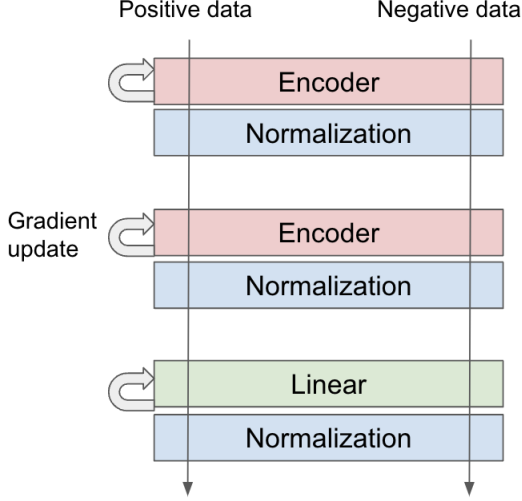 Positive data
Negative data
Encoder
Normalization
Gradient
update
Encoder
Normalization
Linear
Normalization